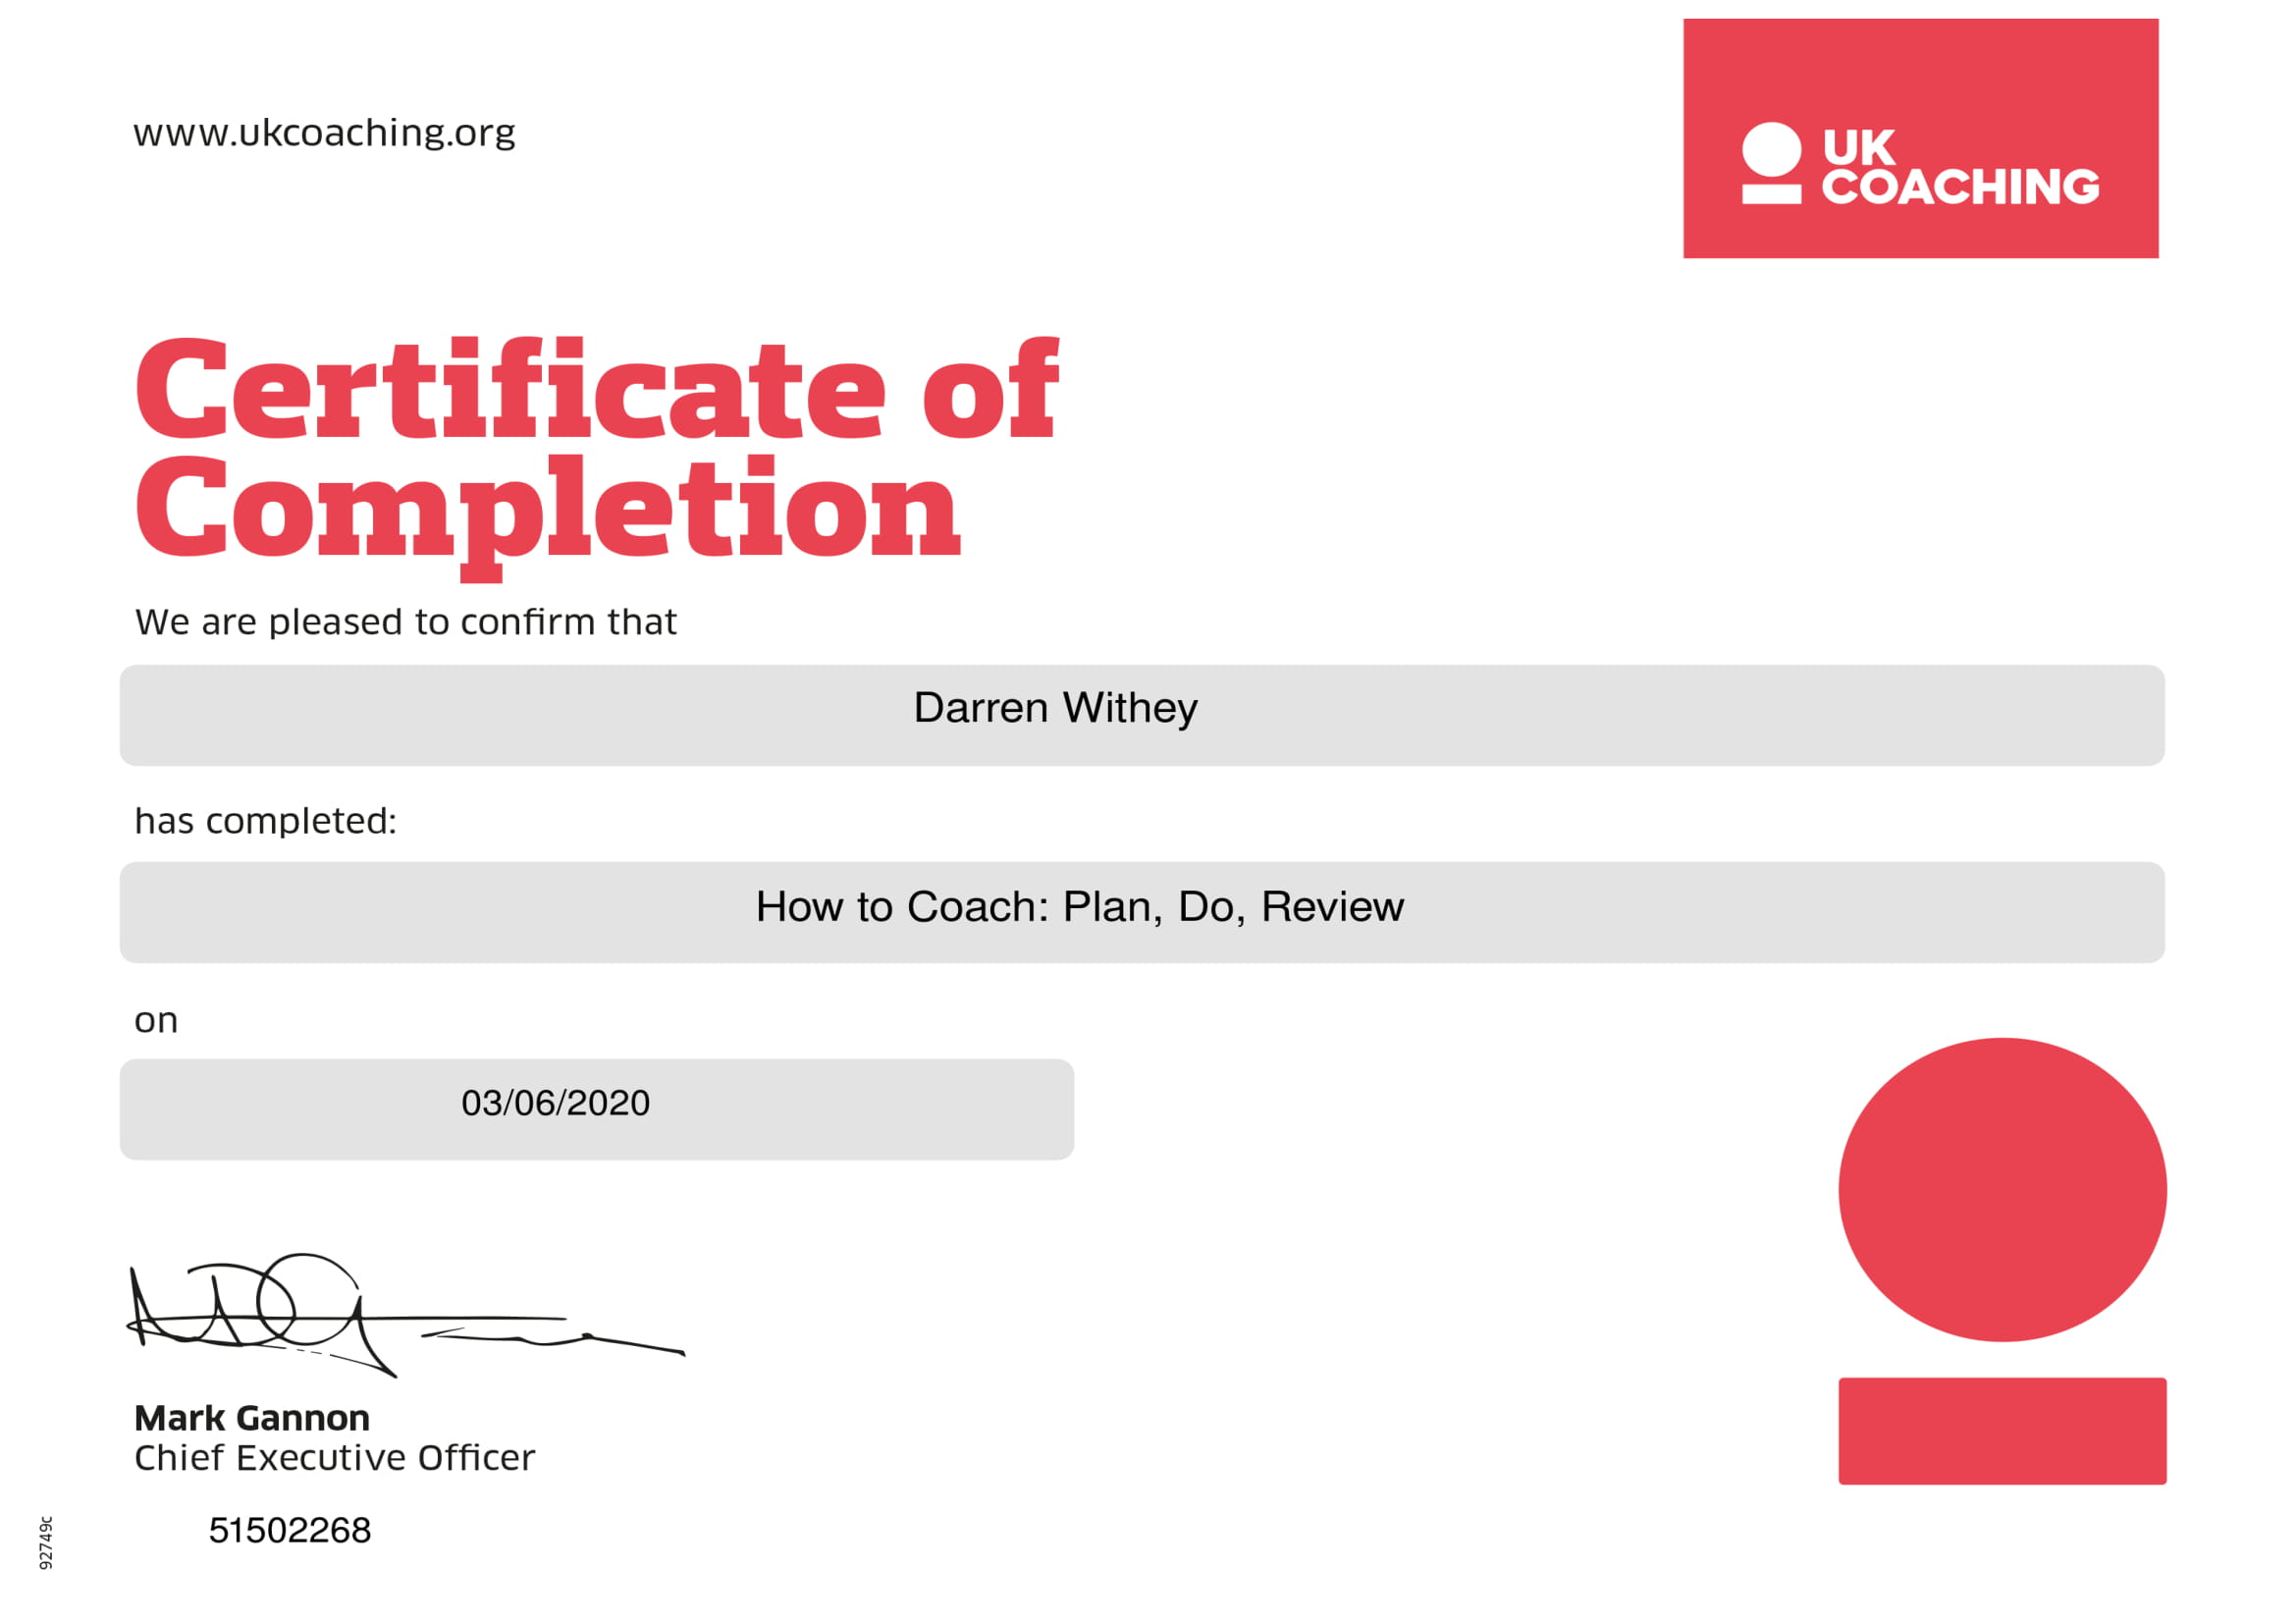 www.ukcoaching.org
UK
COACHING
Certificate of
Completion
We are pleased to confirm that
Darren Withey
has completed:
How to Coach: Plan, Do, Review
on
03/06/2020
Mark Gannon
Chief Executive Officer
51502268
92749c